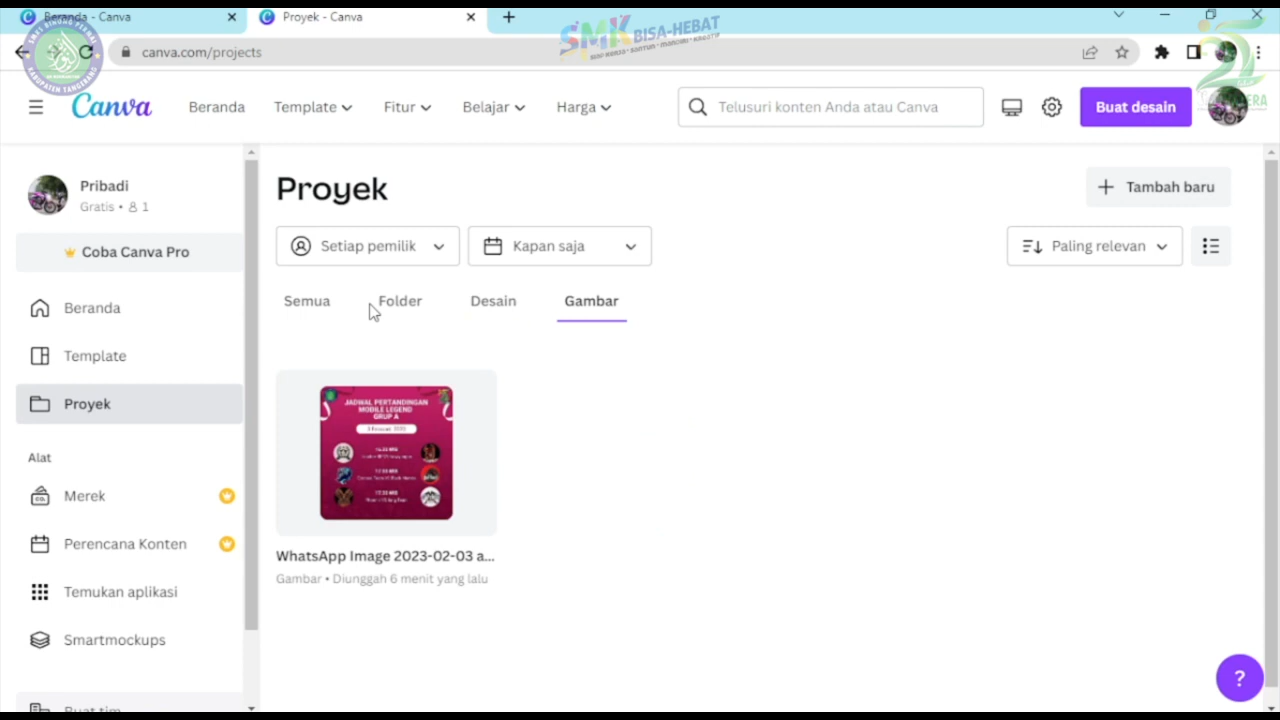 Beranda - Canva
Proyek - Canva
SMK BISA-HEBAT
canva.com/projects
Canva
Beranda
Template
Fitur
Belajar
Harga
Telusuri konten Anda atau Canva
Buat desain
Pribadi
Gratis • 1
Coba Canva Pro
Beranda
Template
Proyek
Alat
Merek
Perencana Konten
Temukan aplikasi
Smartmockups
Buat tim
Proyek
Tambah baru
Setiap pemilik
Kapan saja
Paling relevan
Semua
Folder
Desain
Gambar
JADWAL PERTANDINGAN
MOBILE LEGEND
GRUP A
WhatsApp Image 2023-02-03 a...
Gambar • Diunggah 6 menit yang lalu
?